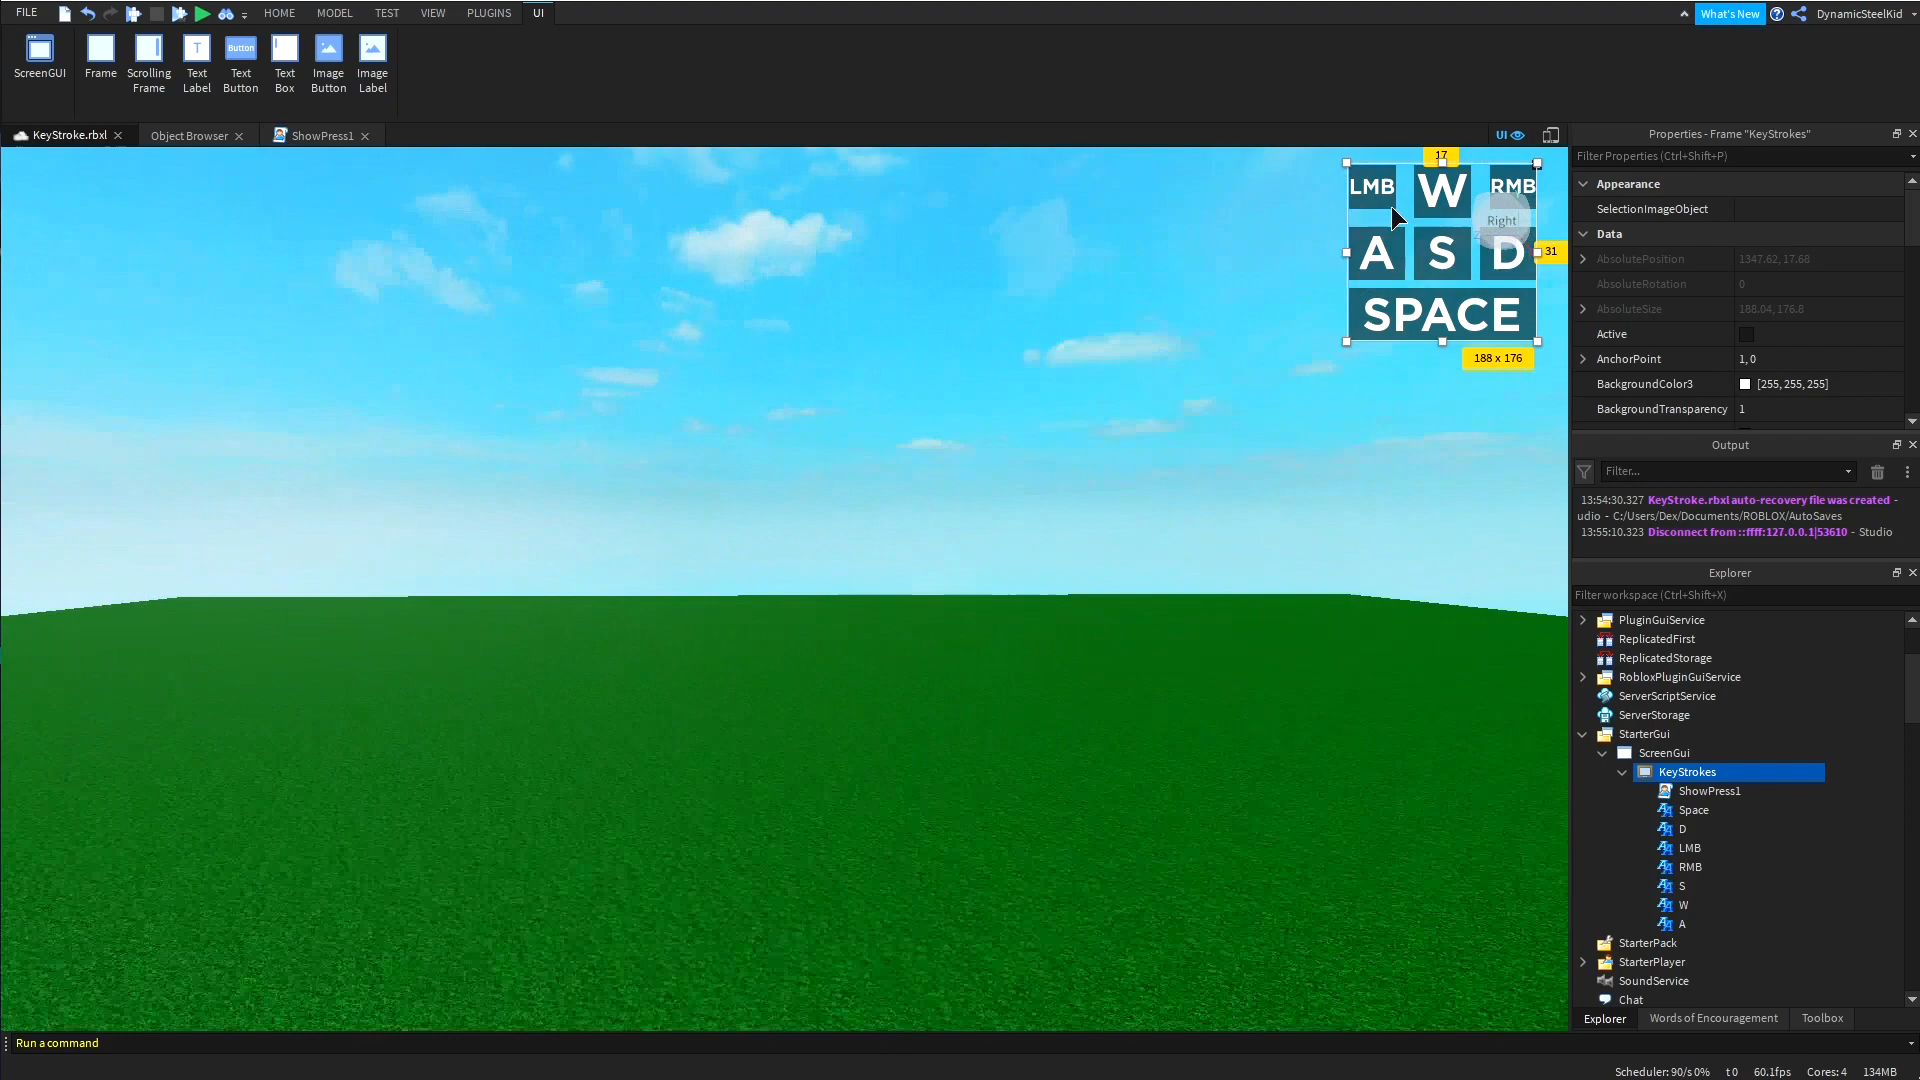 FILE HOME MODEL TEST VIEW PLUGINS UI What's New DynamicSteelKid
ScreenGUI Frame Scrolling Frame Text Label Text Button Button Text Box Image Button Image Label
KeyStroke.rbxl Object Browser ShowPress1 UI
Properties - Frame "KeyStrokes"
Filter Properties (Ctrl+Shift+P)
Appearance
SelectionImageObject
Data
AbsolutePosition 1347.62, 17.68
AbsoluteRotation 0
AbsoluteSize 188.04, 176.8
Active
AnchorPoint 1, 0
BackgroundColor3 [255, 255, 255]
BackgroundTransparency 1
17
LMB W RMB
Right
A S D
31
SPACE
188 x 176
Output
Filter...
13:54:30.327 KeyStroke.rbxl auto-recovery file was created -
udio - C:/Users/Dex/Documents/ROBLOX/AutoSaves
13:55:10.323 Disconnect from ::ffff:127.0.0.1|53610 - Studio
Explorer
Filter workspace (Ctrl+Shift+X)
PluginGuiService
ReplicatedFirst
ReplicatedStorage
RobloxPluginGuiService
ServerScriptService
ServerStorage
StarterGui
ScreenGui
KeyStrokes
ShowPress1
Space
D
LMB
RMB
S
W
A
StarterPack
StarterPlayer
SoundService
Chat
Explorer Words of Encouragement Toolbox
Run a command
Scheduler: 90/s 0% t 0 60.1fps Cores: 4 134MB